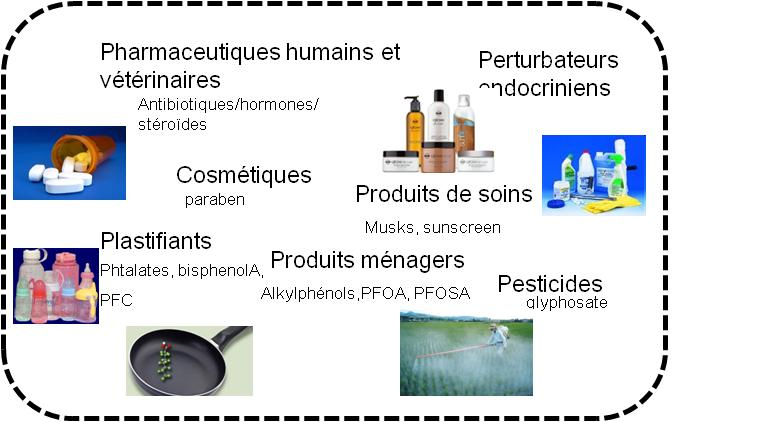 Pharmaceutiques humains et
vétérinaires
Antibiotiques/hormones/
stéroïdes
Perturbateurs
endocriniens
Cosmétiques
paraben
Produits de soins
Musks, sunscreen
Plastifiants
Phtalates, bisphenolA,
PFC
Produits ménagers
Alkylphénols,PFOA, PFOSA
Pesticides
glyphosate